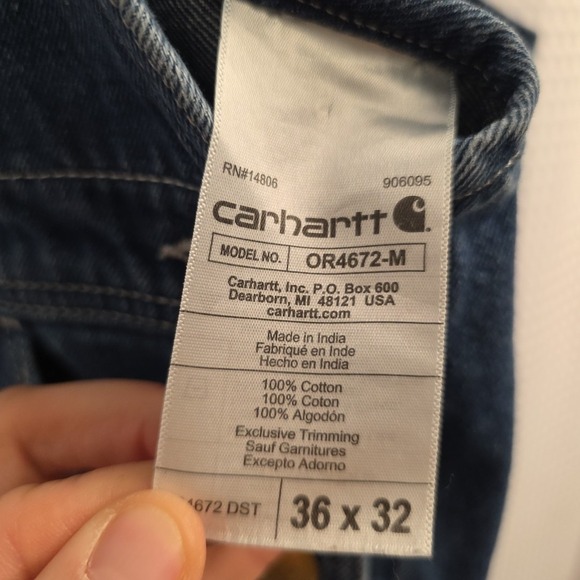 RN#14806
906095
carhartt
MODEL NO. OR4672-M
Carhartt, Inc. P.O. Box 600
Dearborn, MI 48121 USA
carhartt.com
Made in India
Fabriqué en Inde
Hecho en India
100% Cotton
100% Coton
100% Algodón
Exclusive Trimming
Sauf Garnitures
Excepto Adorno
4672 DST 36 x 32